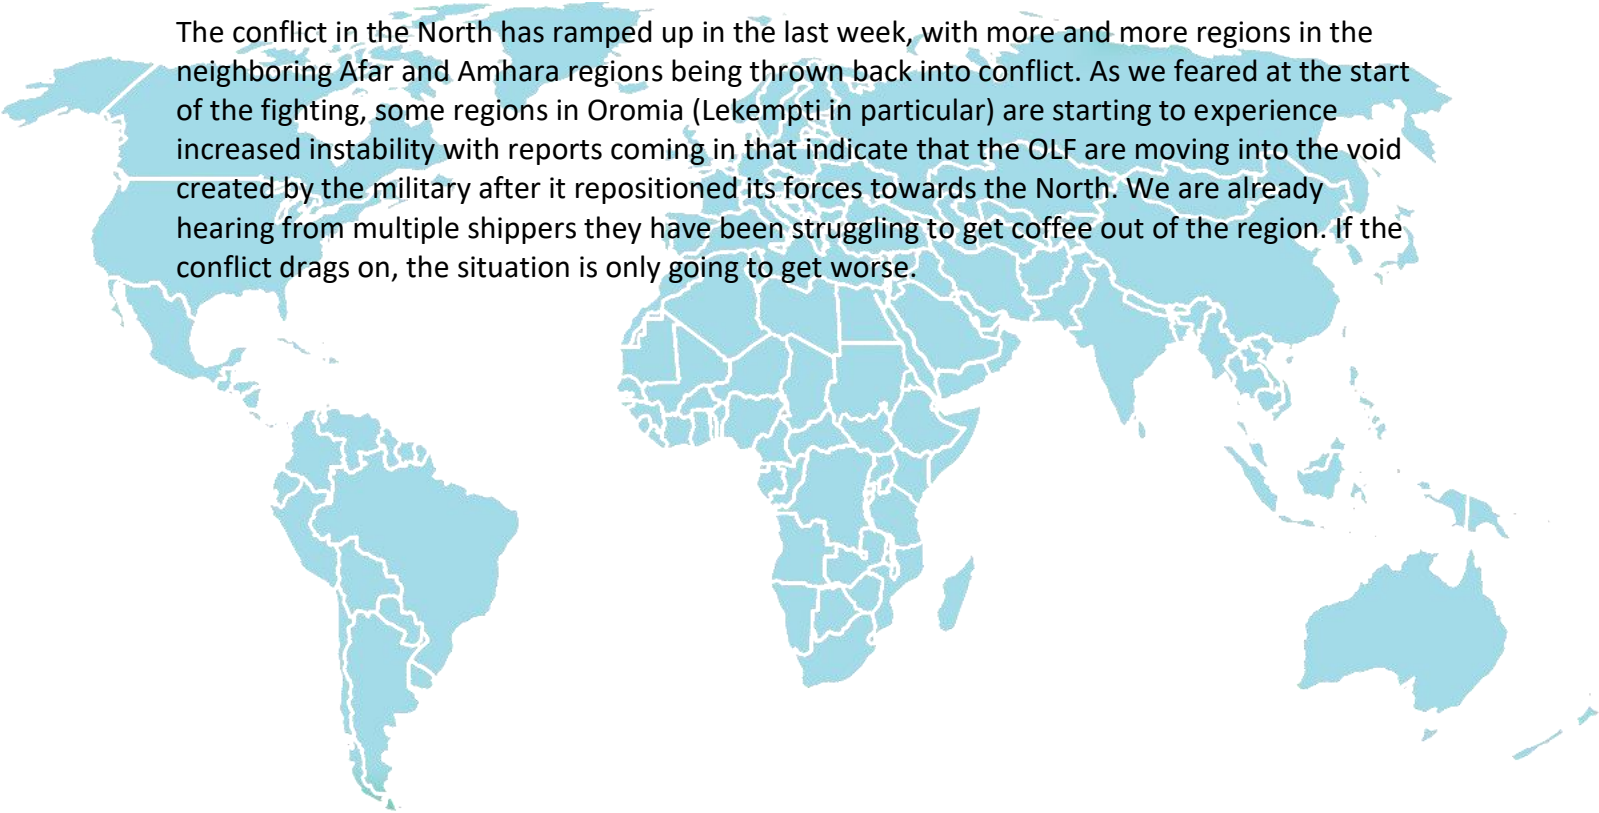 The conflict in the North has ramped up in the last week, with more and more regions in the
neighboring Afar and Amhara regions being thrown back into conflict. As we feared at the start
of the fighting, some regions in Oromia (Lekempti in particular) are starting to experience
increased instability with reports coming in that indicate that the OLF are moving into the void
created by the military after it repositioned its forces towards the North. We are already
hearing from multiple shippers they have been struggling to get coffee out of the region. If the
conflict drags on, the situation is only going to get worse.